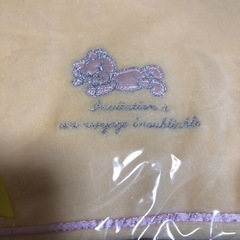 Invitation à
un voyage inoubliable